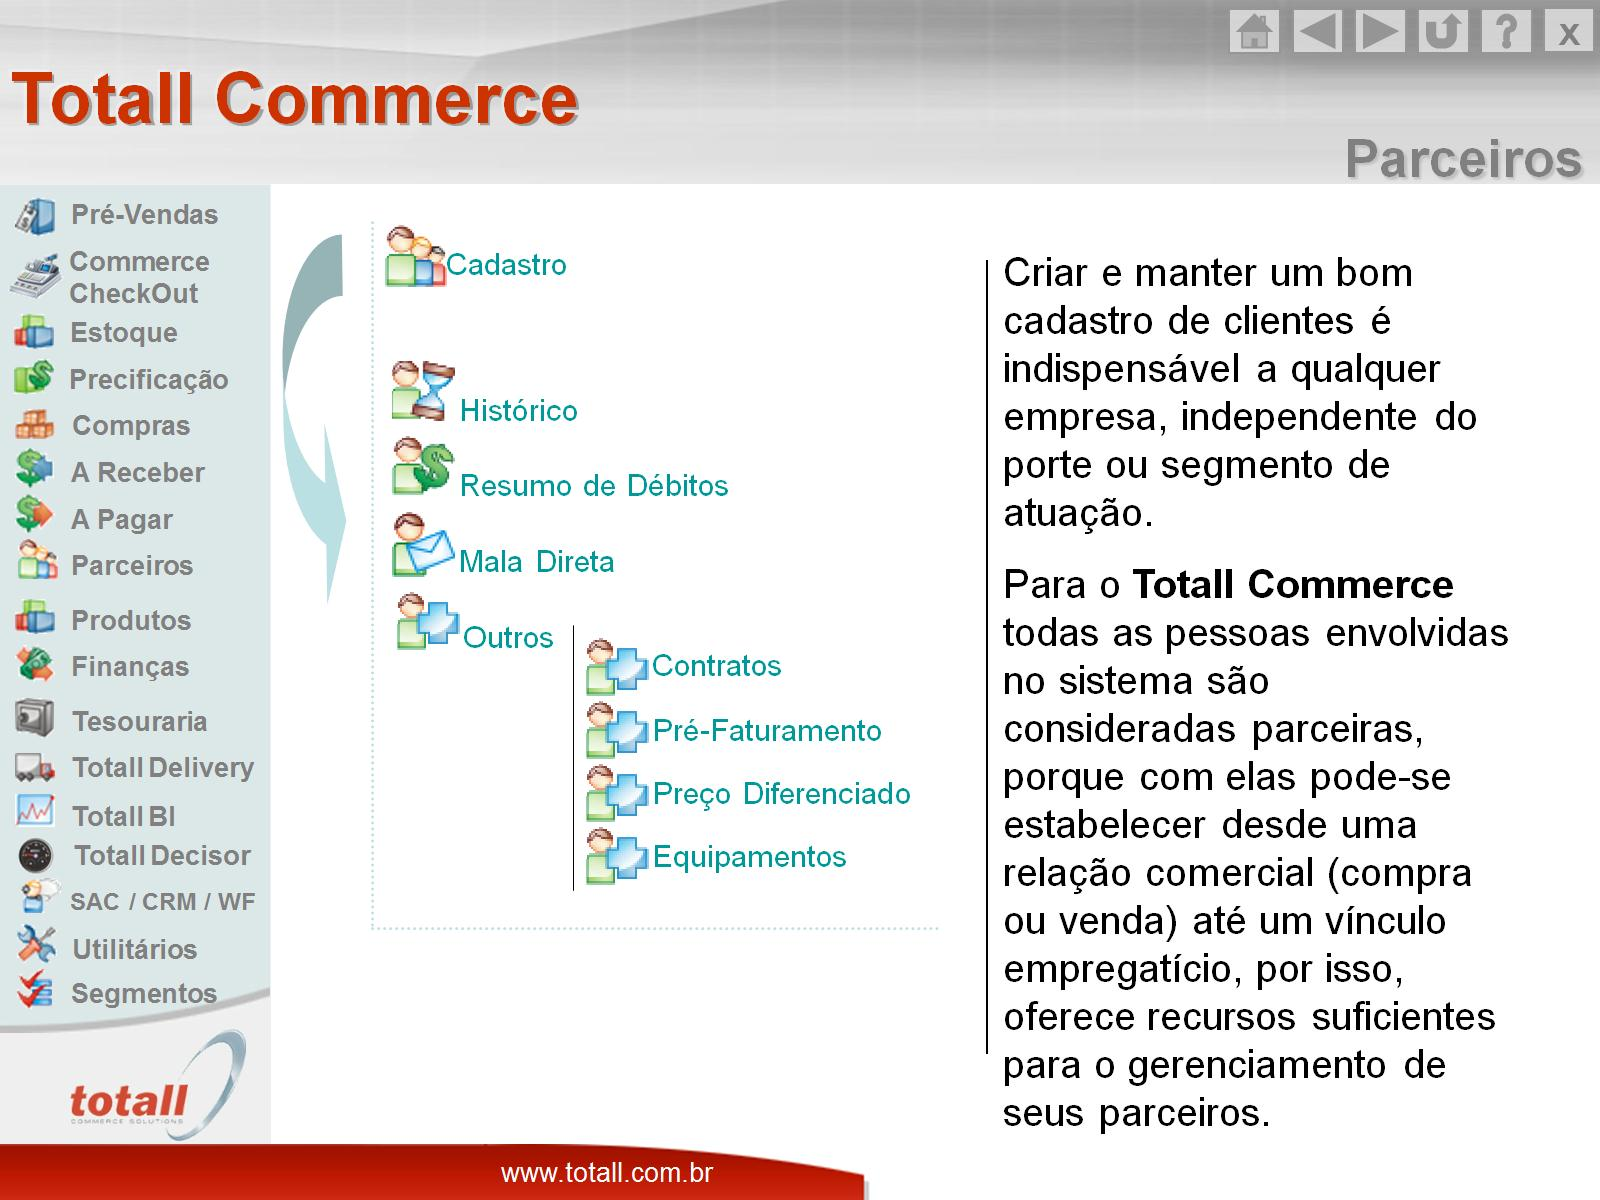 ?
x
Totall Commerce
Parceiros
Pré-Vendas
Commerce
CheckOut
Estoque
Precificação
Compras
A Receber
A Pagar
Parceiros
Produtos
Finanças
Tesouraria
Totall Delivery
Totall BI
Totall Decisor
SAC / CRM / WF
Utilitários
Segmentos
totall
COMMERCE SOLUTIONS
Cadastro
Histórico
Resumo de Débitos
Mala Direta
Outros
Contratos
Pré-Faturamento
Preço Diferenciado
Equipamentos
Criar e manter um bom
cadastro de clientes é
indispensável a qualquer
empresa, independente do
porte ou segmento de
atuação.
Para o Totall Commerce
todas as pessoas envolvidas
no sistema são
consideradas parceiras,
porque com elas pode-se
estabelecer desde uma
relação comercial (compra
ou venda) até um vínculo
empregatício, por isso,
oferece recursos suficientes
para o gerenciamento de
seus parceiros.
www.totall.com.br